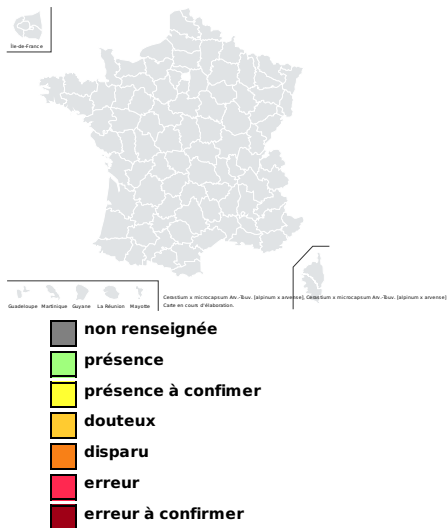 Île-de-France
Guadeloupe Martinique Guyane La Réunion Mayotte
Cerastium x microcapsum Arv.-Touv. [alpinum x arvense], Cerastium x microcapsum Arv.-Touv. [alpinum x arvense]
Carte en cours d'élaboration.
non renseignée
présence
présence à confimer
douteux
disparu
erreur
erreur à confirmer